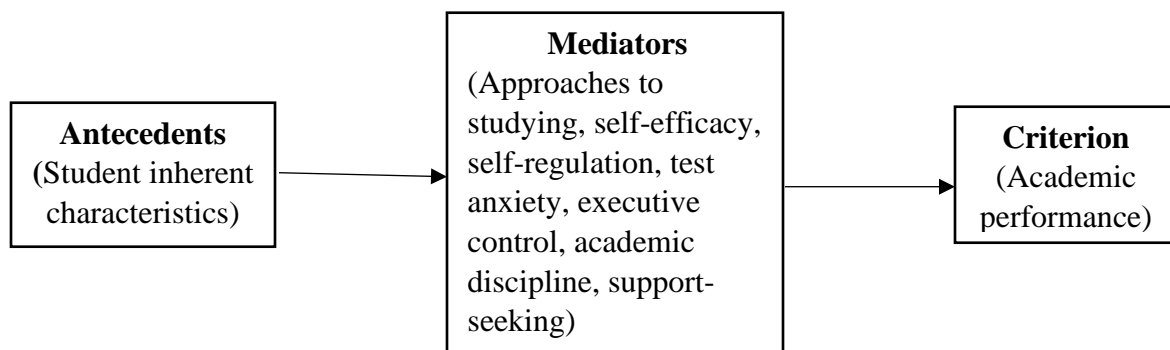 Antecedents
(Student inherent
characteristics)
Mediators
(Approaches to
studying, self-efficacy,
self-regulation, test
anxiety, executive
control, academic
discipline, support-
seeking)
Criterion
(Academic
performance)